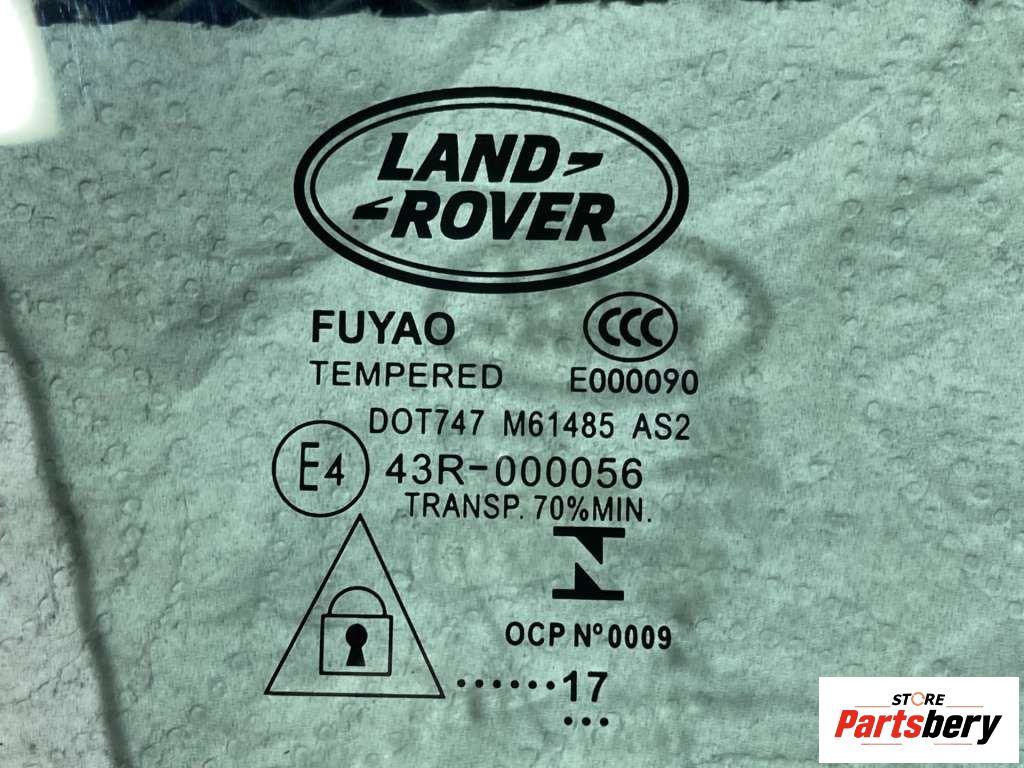 LAND
ROVER
FUYAO
CCC
TEMPERED
E000090
DOT747 M61485 AS2
E4
43R-000056
TRANSP. 70%MIN.
OCP Nº0009
......17
...
STORE
Partsbery